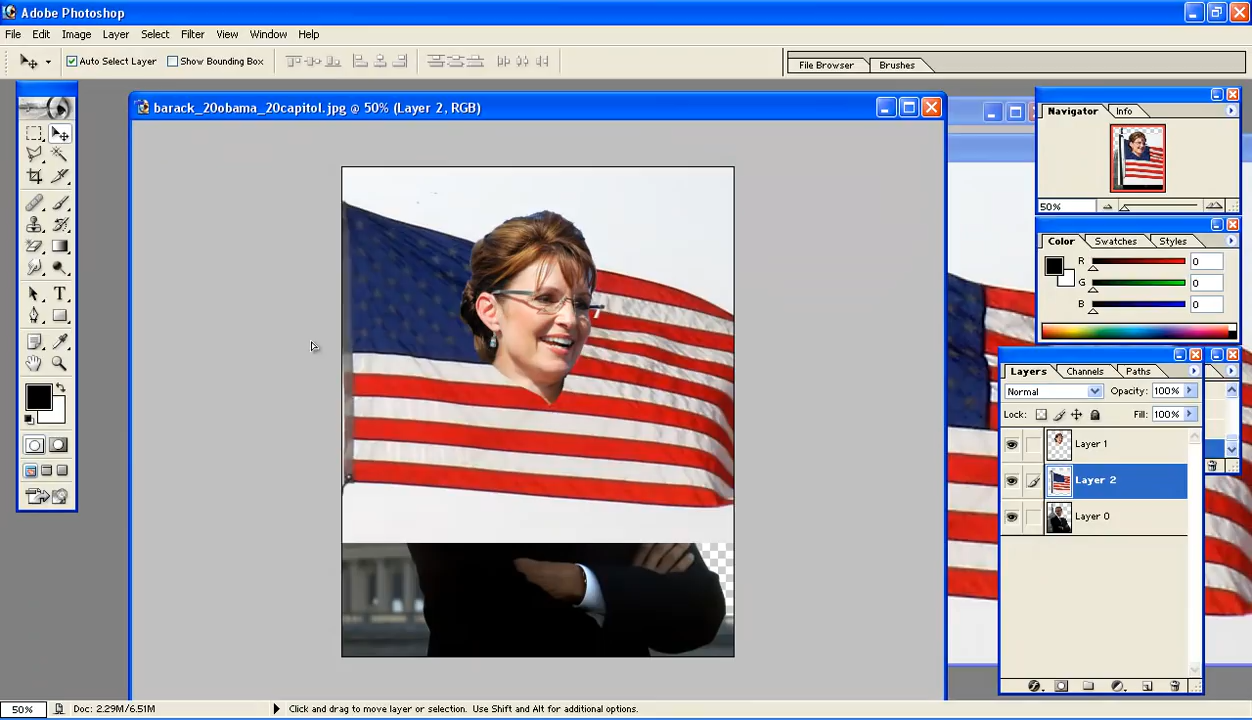 Adobe Photoshop
File Edit Image Layer Select Filter View Window Help
Auto Select Layer Show Bounding Box File Browser Brushes
barack_20obama_20capitol.jpg @ 50% (Layer 2, RGB)
Navigator Info
50%
Color Swatches Styles
R 0
G 0
B 0
Layers Channels Paths
Normal Opacity: 100%
Lock: Fill: 100%
Layer 1
Layer 2
Layer 0
50% Doc: 2.29M/6.51M Click and drag to move layer or selection. Use Shift and Alt for additional options.